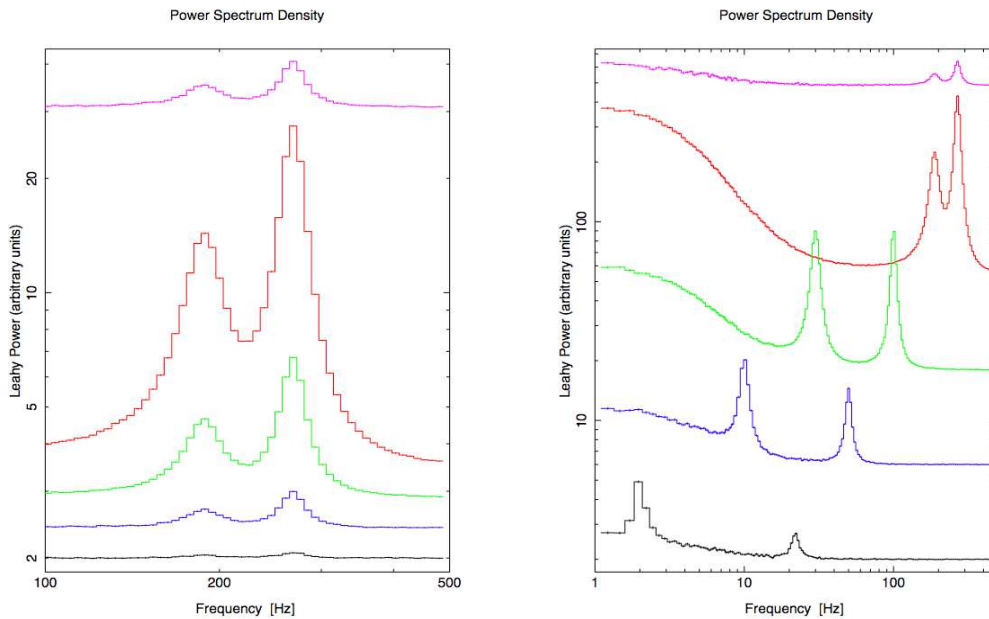 Power Spectrum Density
Leahy Power (arbitrary units)
20
10
5
2
100
200
500
Frequency [Hz]
Power Spectrum Density
Leahy Power (arbitrary units)
100
10
1
10
100
Frequency [Hz]